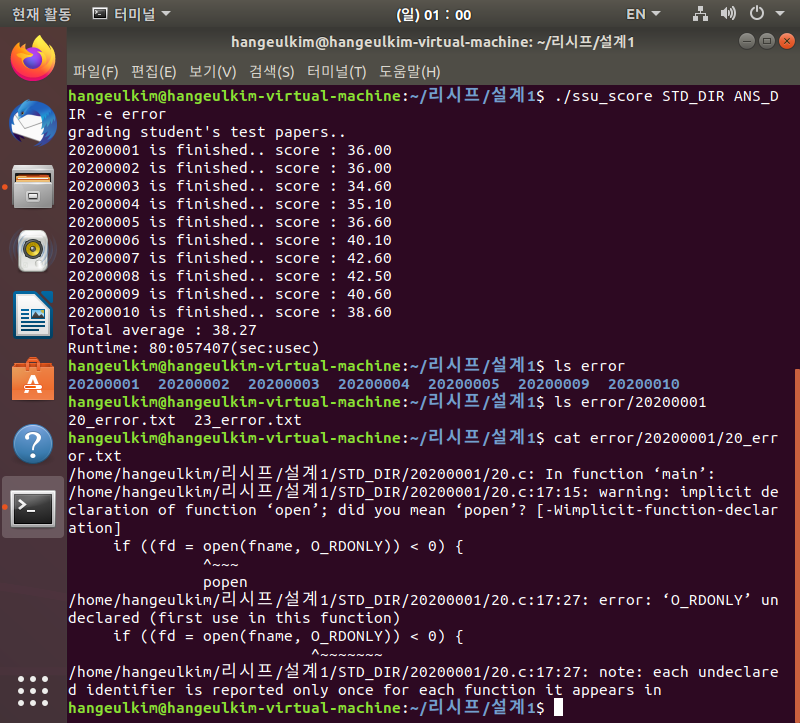 현재 활동 터미널 (일) 01 : 00 EN
hangeulkim@hangeulkim-virtual-machine: ~/리시프/설계1
파일(F) 편집(E) 보기(V) 검색(S) 터미널(T) 도움말(H)
hangeulkim@hangeulkim-virtual-machine:~/리시프/설계1$ ./ssu_score STD_DIR ANS_D
IR -e error
grading student's test papers..
20200001 is finished.. score : 36.00
20200002 is finished.. score : 36.00
20200003 is finished.. score : 34.60
20200004 is finished.. score : 35.10
20200005 is finished.. score : 36.60
20200006 is finished.. score : 40.10
20200007 is finished.. score : 42.60
20200008 is finished.. score : 42.50
20200009 is finished.. score : 40.60
20200010 is finished.. score : 38.60
Total average : 38.27
Runtime: 80:057407(sec:usec)
hangeulkim@hangeulkim-virtual-machine:~/리시프/설계1$ ls error
20200001  20200002  20200003  20200004  20200005  20200009  20200010
hangeulkim@hangeulkim-virtual-machine:~/리시프/설계1$ ls error/20200001
20_error.txt  23_error.txt
hangeulkim@hangeulkim-virtual-machine:~/리시프/설계1$ cat error/20200001/20_err
or.txt
/home/hangeulkim/리시프/설계1/STD_DIR/20200001/20.c: In function ‘main’:
/home/hangeulkim/리시프/설계1/STD_DIR/20200001/20.c:17:15: warning: implicit de
claration of function ‘open’; did you mean ‘popen’? [-Wimplicit-function-declar
ation]
     if ((fd = open(fname, O_RDONLY)) < 0) {
               ^~~~
               popen
/home/hangeulkim/리시프/설계1/STD_DIR/20200001/20.c:17:27: error: ‘O_RDONLY’ un
declared (first use in this function)
     if ((fd = open(fname, O_RDONLY)) < 0) {
                           ^~~~~~~~
/home/hangeulkim/리시프/설계1/STD_DIR/20200001/20.c:17:27: note: each undeclare
d identifier is reported only once for each function it appears in
hangeulkim@hangeulkim-virtual-machine:~/리시프/설계1$